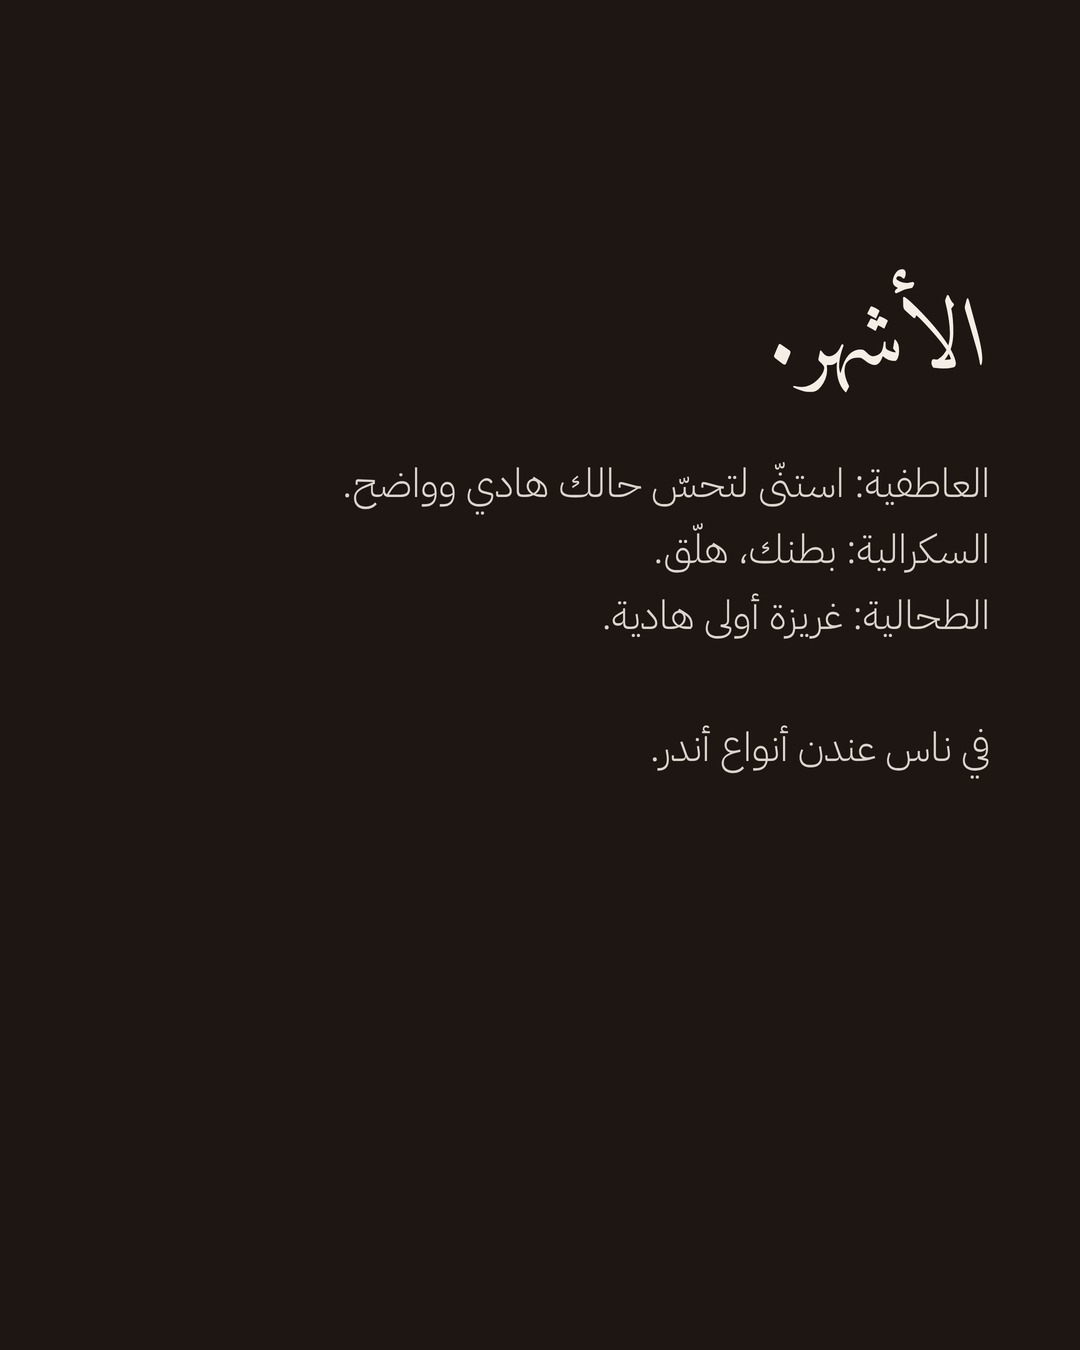 الأشهر.
العاطفية: استنّى لتحسّ حالك هادي وواضح.
السكرالية: بطنك، هلّق.
الطحالية: غريزة أولى هادية.
في ناس عندن أنواع أندر.